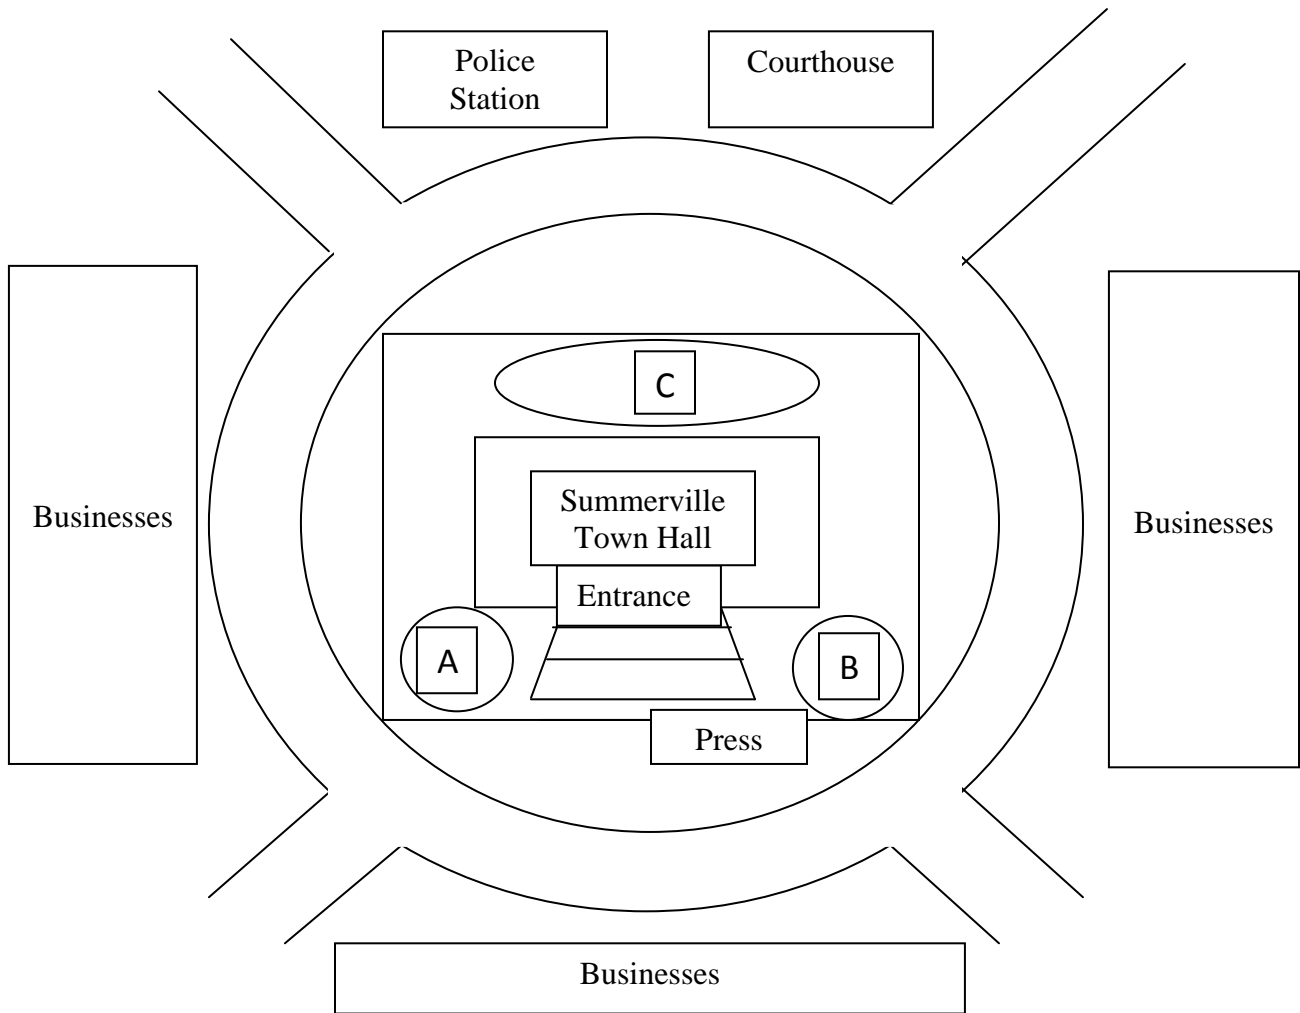 Police
Station
Courthouse
C
Businesses
Summerville
Town Hall
Businesses
Entrance
A
B
Press
Businesses